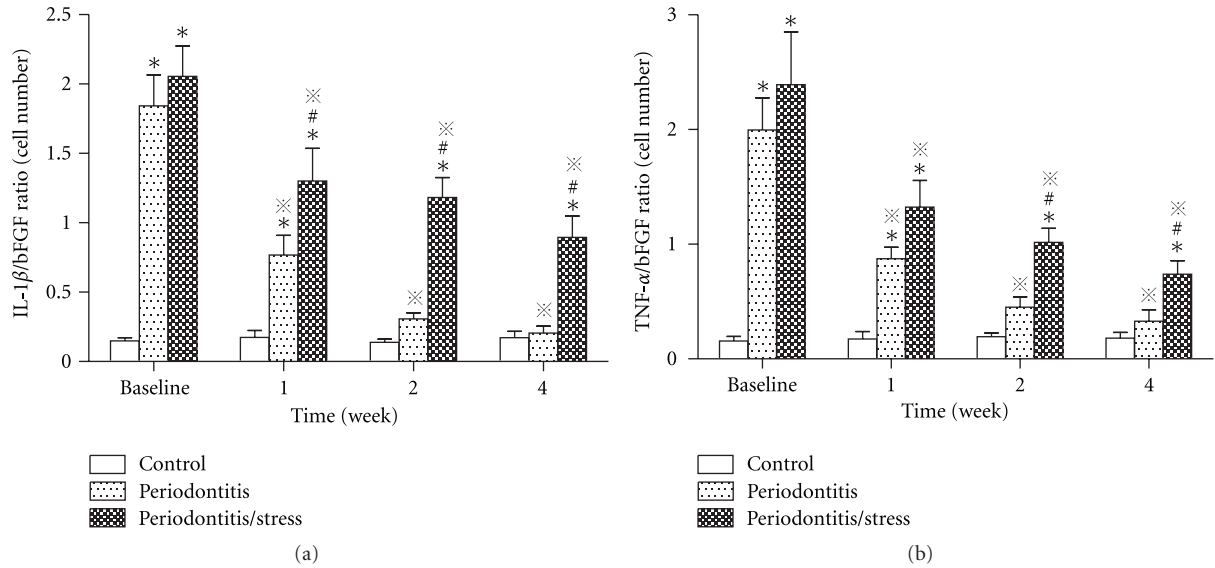 2.5
2
1.5
1
0.5
0
IL-1β/bFGF ratio (cell number)
* *
※ * ※ # *
※ ※ # *
※ ※ # *
Baseline 1 2 4
Time (week)
Control
Periodontitis
Periodontitis/stress
(a)
3
2
1
0
TNF-α/bFGF ratio (cell number)
* *
※ * ※ *
※ ※ # *
※ ※ # *
Baseline 1 2 4
Time (week)
Control
Periodontitis
Periodontitis/stress
(b)